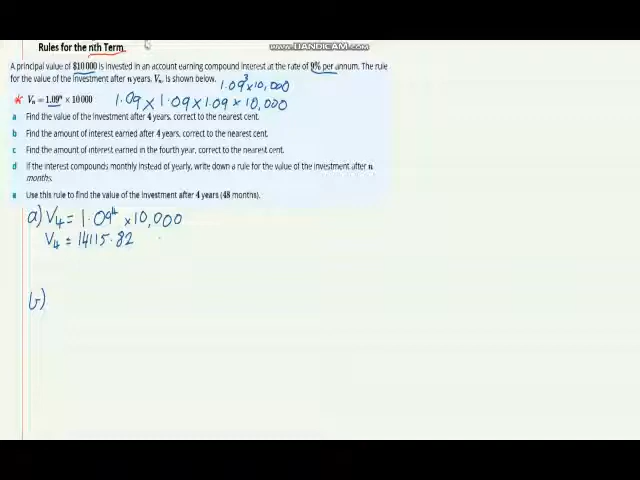 Rules for the nth Term
www.BANDICAM.com
A principal value of $10 000 is invested in an account earning compound interest at the rate of 9% per annum. The rule
for the value of the investment after n years, Vₙ, is shown below.
1.09³ × 10,000
* Vₙ = 1.09ⁿ × 10 000
1.09 × 1.09 × 1.09 × 10,000
a Find the value of the investment after 4 years, correct to the nearest cent.
b Find the amount of interest earned after 4 years, correct to the nearest cent.
c Find the amount of interest earned in the fourth year, correct to the nearest cent.
d If the interest compounds monthly instead of yearly, write down a rule for the value of the investment after n
months.
e Use this rule to find the value of the investment after 4 years (48 months).
a) V₄ = 1.09⁴ × 10,000
V₄ = 14115.82
b)